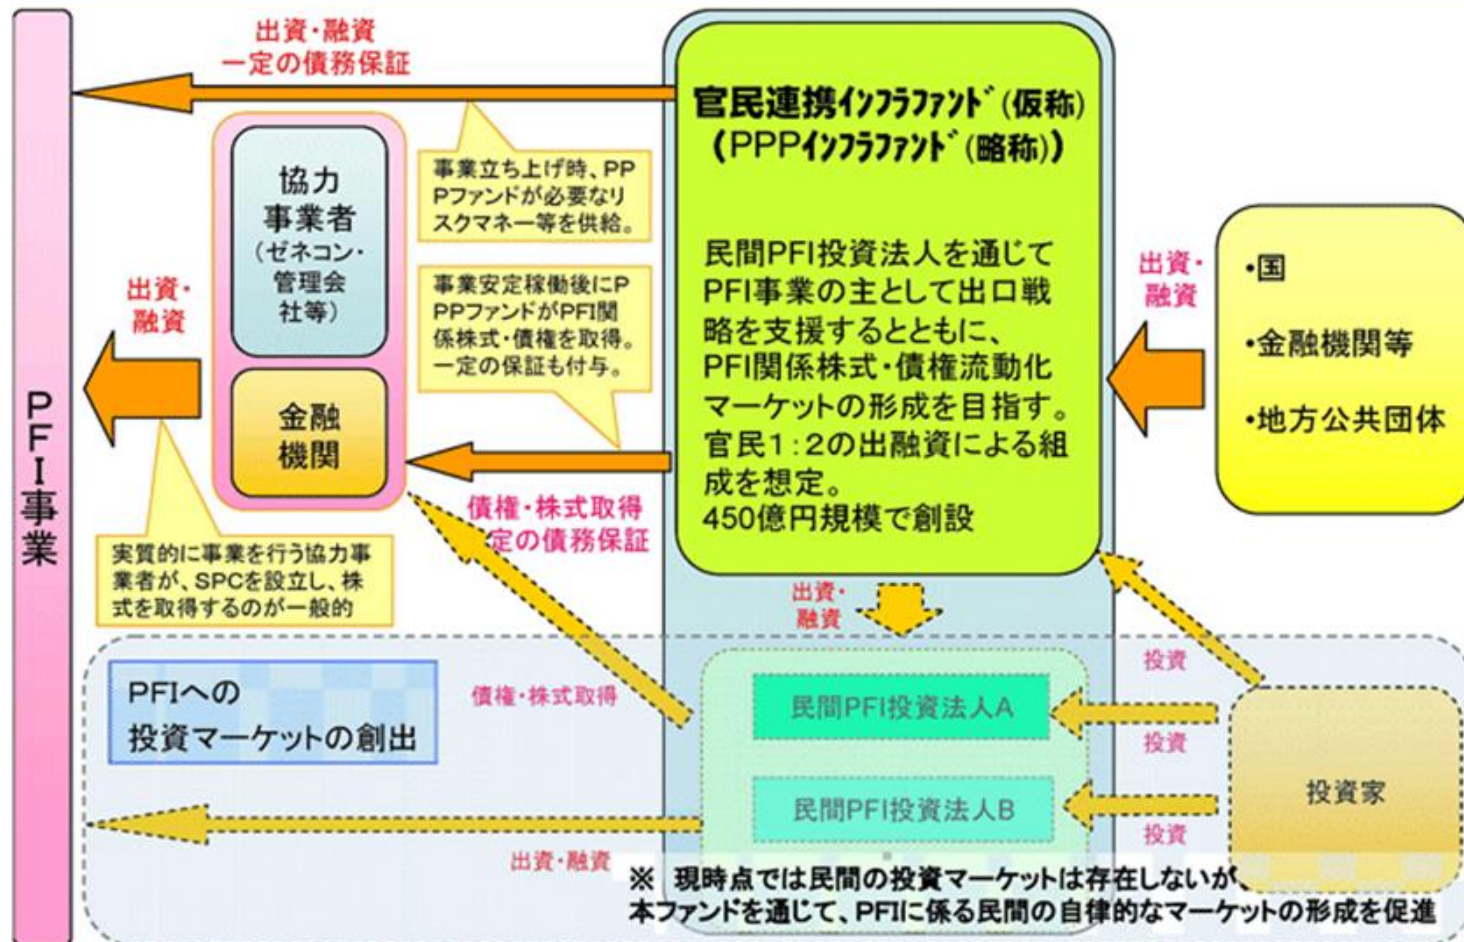 出資・融資
一定の債務保証
官民連携インフラファンド(仮称)
(PPPインフラファンド(略称))
協力
事業者
(ゼネコン・
管理会
社等)
事業立ち上げ時、PP
Pファンドが必要なリ
スクマネー等を供給。
民間PFI投資法人を通じて
PFI事業の主として出口戦
略を支援するとともに、
PFI関係株式・債権流動化
マーケットの形成を目指す。
官民1:2の出融資による組
成を想定。
450億円規模で創設
出資・
融資
・国
・金融機関等
・地方公共団体
出資・
融資
事業安定稼働後にP
PPファンドがPFI関
係株式・債権を取得。
一定の保証も付与。
PFI事業
金融
機関
債権・株式取得
定の債務保証
実質的に事業を行う協力事
業者が、SPCを設立し、株
式を取得するのが一般的
出資・
融資
PFIへの
投資マーケットの創出
債権・株式取得
民間PFI投資法人A
投資
投資
民間PFI投資法人B
投資
投資家
出資・融資
※ 現時点では民間の投資マーケットは存在しないが、
本ファンドを通じて、PFIに係る民間の自律的なマーケットの形成を促進